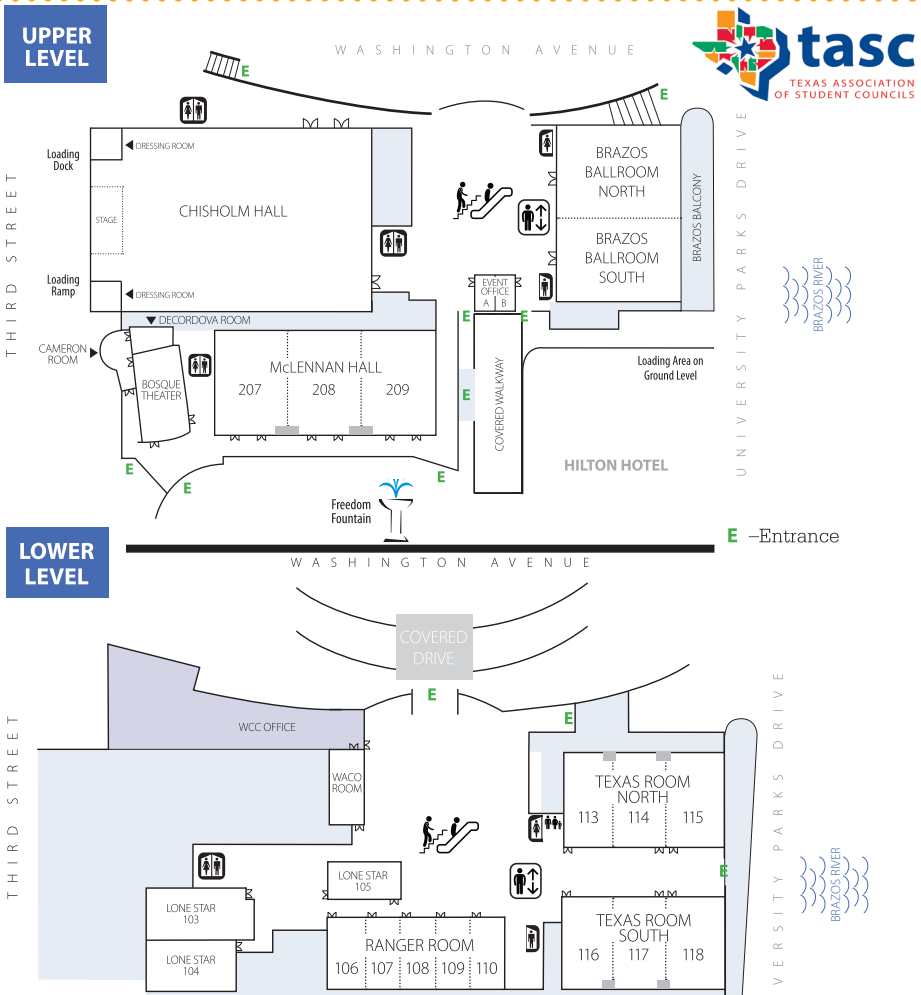 UPPER
LEVEL
WASHINGTON AVENUE
tasc
TEXAS ASSOCIATION
OF STUDENT COUNCILS
E
E
THIRD STREET
Loading
Dock
DRESSING ROOM
STAGE
CHISHOLM HALL
Loading
Ramp
DRESSING ROOM
BRAZOS
BALLROOM
NORTH
BRAZOS
BALLROOM
SOUTH
BRAZOS BALCONY
UNIVERSITY PARKS DRIVE
BRAZOS RIVER
EVENT
OFFICE
A B
E
E
DECORDOVA ROOM
CAMERON
ROOM
BOSQUE
THEATER
McLENNAN HALL
207 208 209
E
COVERED WALKWAY
Loading Area on
Ground Level
HILTON HOTEL
E
E
E
Freedom
Fountain
E –Entrance
LOWER
LEVEL
WASHINGTON AVENUE
COVERED
DRIVE
E
E
THIRD STREET
WCC OFFICE
WACO
ROOM
TEXAS ROOM
NORTH
113 114 115
E
LONE STAR
105
LONE STAR
103
LONE STAR
104
RANGER ROOM
106 107 108 109 110
TEXAS ROOM
SOUTH
116 117 118
VERSITY PARKS DRIVE
BRAZOS RIVER